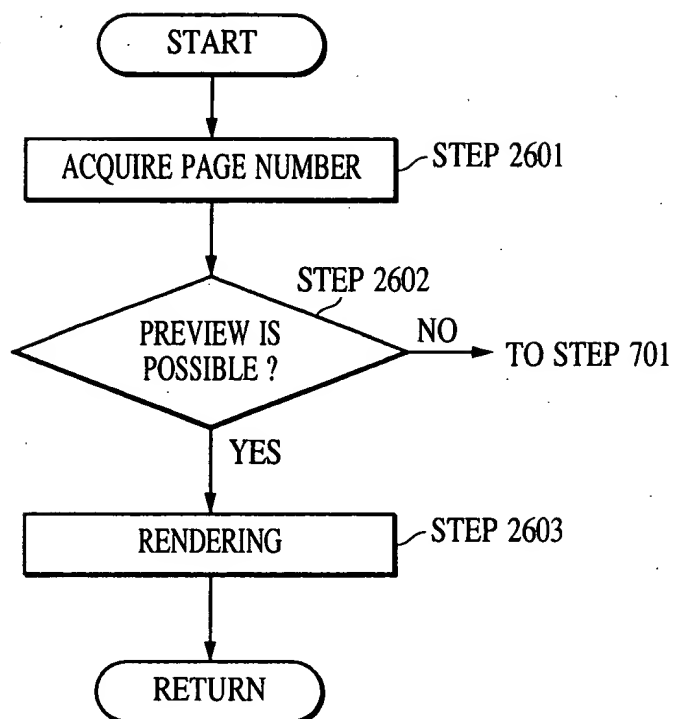 START
ACQUIRE PAGE NUMBER
STEP 2601
STEP 2602
PREVIEW IS
POSSIBLE ?
NO
TO STEP 701
YES
RENDERING
STEP 2603
RETURN